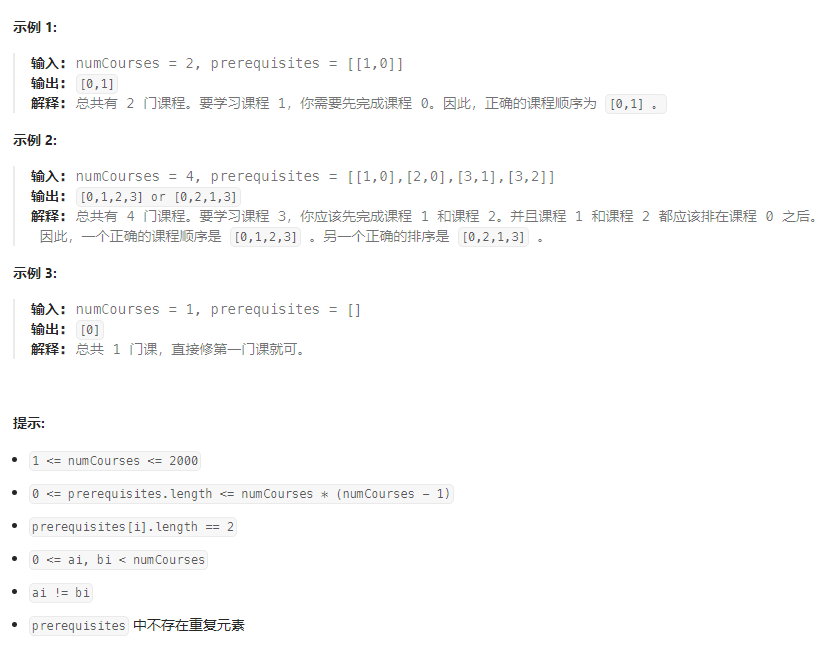 示例 1:
输入: numCourses = 2, prerequisites = [[1,0]]
输出: [0,1]
解释: 总共有 2 门课程。要学习课程 1，你需要先完成课程 0。因此，正确的课程顺序为 [0,1] 。
示例 2:
输入: numCourses = 4, prerequisites = [[1,0],[2,0],[3,1],[3,2]]
输出: [0,1,2,3] or [0,2,1,3]
解释: 总共有 4 门课程。要学习课程 3，你应该先完成课程 1 和课程 2。并且课程 1 和课程 2 都应该排在课程 0 之后。
因此，一个正确的课程顺序是 [0,1,2,3] 。另一个正确的排序是 [0,2,1,3] 。
示例 3:
输入: numCourses = 1, prerequisites = []
输出: [0]
解释: 总共 1 门课，直接修第一门课就可。
提示:
• 1 <= numCourses <= 2000
• 0 <= prerequisites.length <= numCourses * (numCourses - 1)
• prerequisites[i].length == 2
• 0 <= ai, bi < numCourses
• ai != bi
• prerequisites 中不存在重复元素